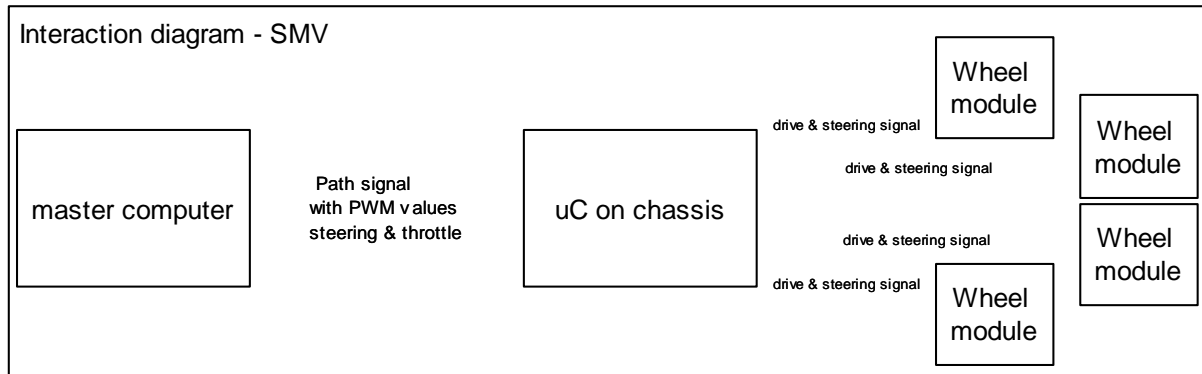 Interaction diagram - SMV
master computer
Path signal
with PWM values
steering & throttle
uC on chassis
drive & steering signal
drive & steering signal
drive & steering signal
drive & steering signal
Wheel
module
Wheel
module
Wheel
module
Wheel
module